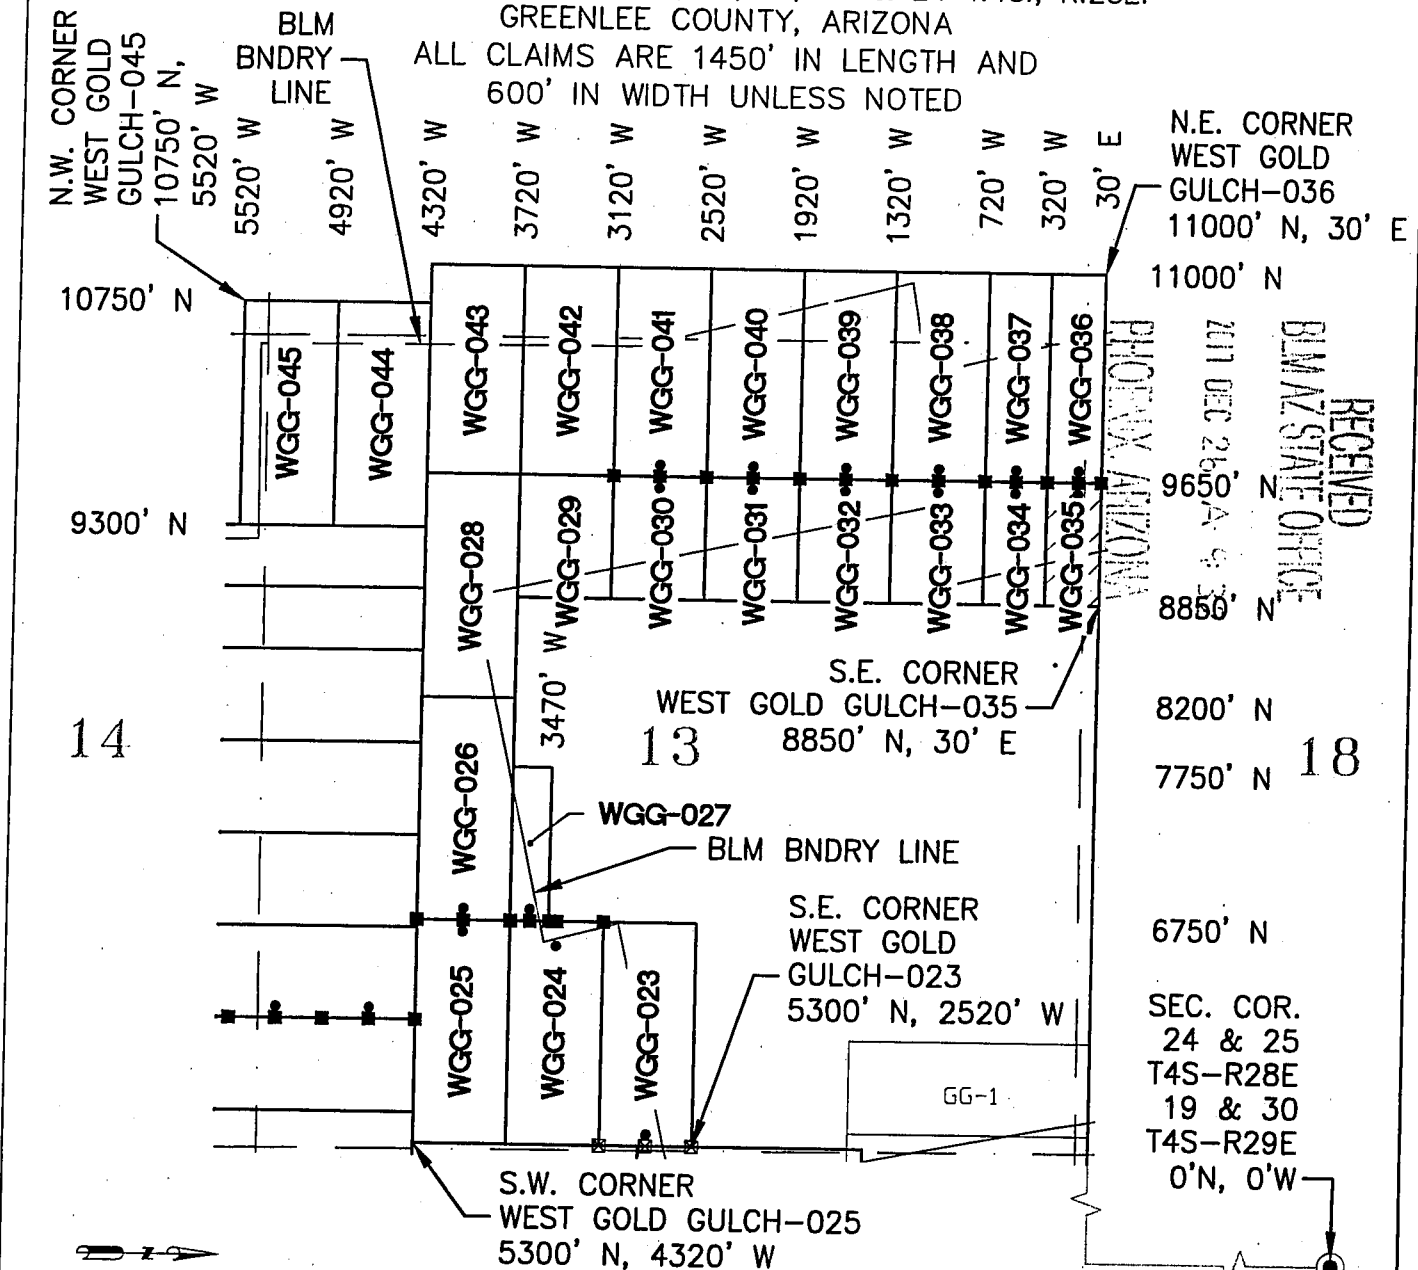 GREENLEE COUNTY, ARIZONA
ALL CLAIMS ARE 1450' IN LENGTH AND
600' IN WIDTH UNLESS NOTED
BLM
BNDRY
LINE
N.W. CORNER
WEST GOLD
GULCH-045
10750' N,
5520' W
5520' W
4920' W
4320' W
3720' W
3120' W
2520' W
1920' W
1320' W
720' W
320' W
30' E
N.E. CORNER
WEST GOLD
GULCH-036
11000' N, 30' E
10750' N
11000' N
WGG-045
WGG-044
WGG-043
WGG-042
WGG-041
WGG-040
WGG-039
WGG-038
WGG-037
WGG-036
RECEIVED
BLM AZ STATE OFFICE
PHOENIX, ARIZONA
9650' N
9300' N
WGG-028
WGG-029
WGG-030
WGG-031
WGG-032
WGG-033
WGG-034
WGG-035
8850' N
3470' W
S.E. CORNER
WEST GOLD GULCH-035
8850' N, 30' E
8200' N
14
13
18
7750' N
WGG-026
WGG-027
BLM BNDRY LINE
S.E. CORNER
WEST GOLD
GULCH-023
5300' N, 2520' W
6750' N
WGG-025
WGG-024
WGG-023
GG-1
SEC. COR.
24 & 25
T4S-R28E
19 & 30
T4S-R29E
0'N, 0'W
S.W. CORNER
WEST GOLD GULCH-025
5300' N, 4320' W
N